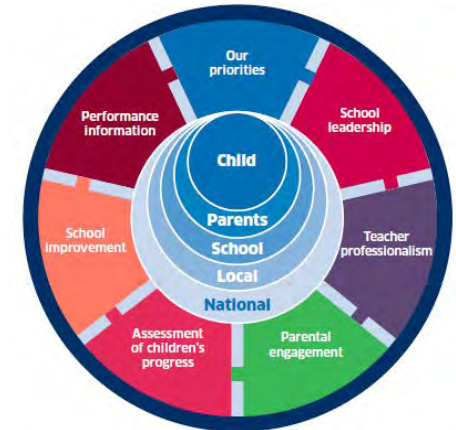 Our
priorities
School
leadership
Teacher
professionalism
Parental
engagement
Assessment
of children's
progress
School
improvement
Performance
information
Child
Parents
School
Local
National